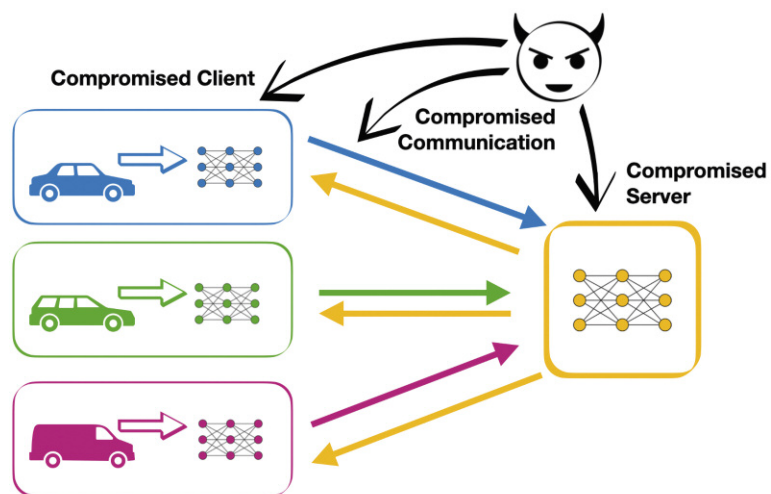 Compromised Client
Compromised
Communication
Compromised
Server